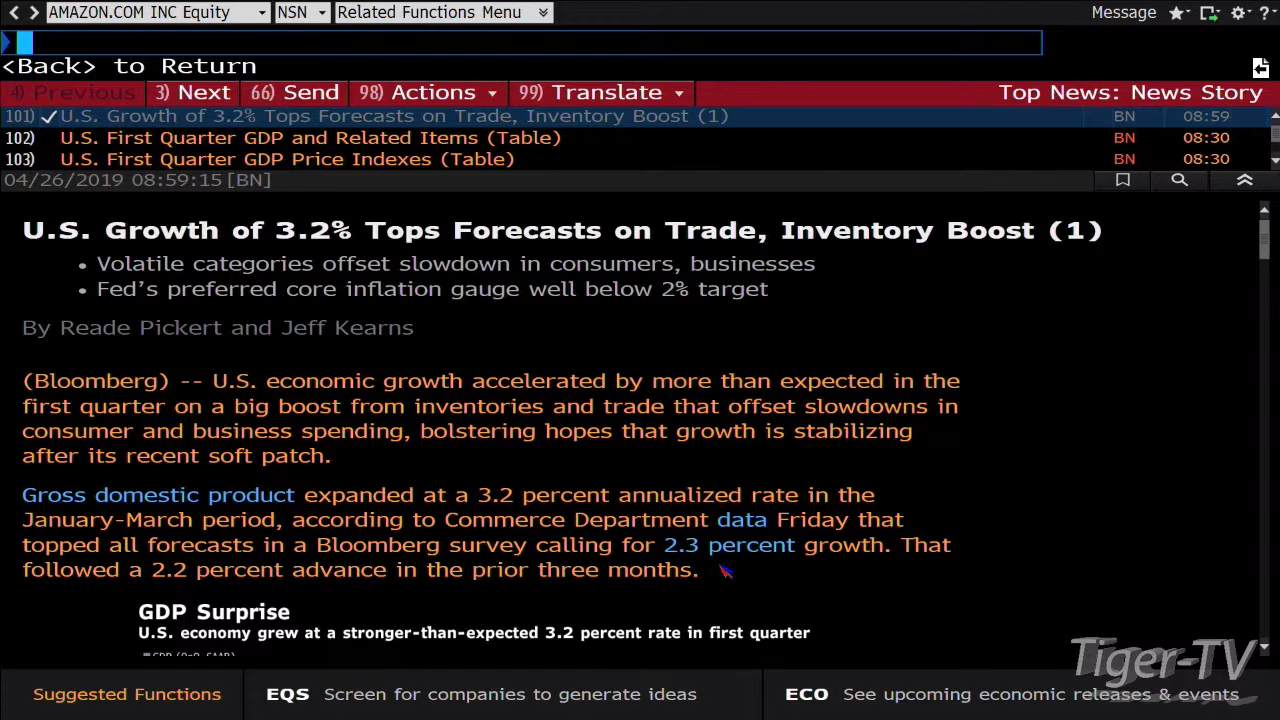 AMAZON.COM INC Equity NSN Related Functions Menu Message ?
<Back> to Return
4) Previous 3) Next 66) Send 98) Actions 99) Translate Top News: News Story
101) U.S. Growth of 3.2% Tops Forecasts on Trade, Inventory Boost (1) BN 08:59
102) U.S. First Quarter GDP and Related Items (Table) BN 08:30
103) U.S. First Quarter GDP Price Indexes (Table) BN 08:30
04/26/2019 08:59:15 [BN]
U.S. Growth of 3.2% Tops Forecasts on Trade, Inventory Boost (1)
• Volatile categories offset slowdown in consumers, businesses
• Fed's preferred core inflation gauge well below 2% target
By Reade Pickert and Jeff Kearns
(Bloomberg) -- U.S. economic growth accelerated by more than expected in the
first quarter on a big boost from inventories and trade that offset slowdowns in
consumer and business spending, bolstering hopes that growth is stabilizing
after its recent soft patch.
Gross domestic product expanded at a 3.2 percent annualized rate in the
January-March period, according to Commerce Department data Friday that
topped all forecasts in a Bloomberg survey calling for 2.3 percent growth. That
followed a 2.2 percent advance in the prior three months.
GDP Surprise
U.S. economy grew at a stronger-than-expected 3.2 percent rate in first quarter
Tiger-TV
Suggested Functions EQS Screen for companies to generate ideas ECO See upcoming economic releases & events